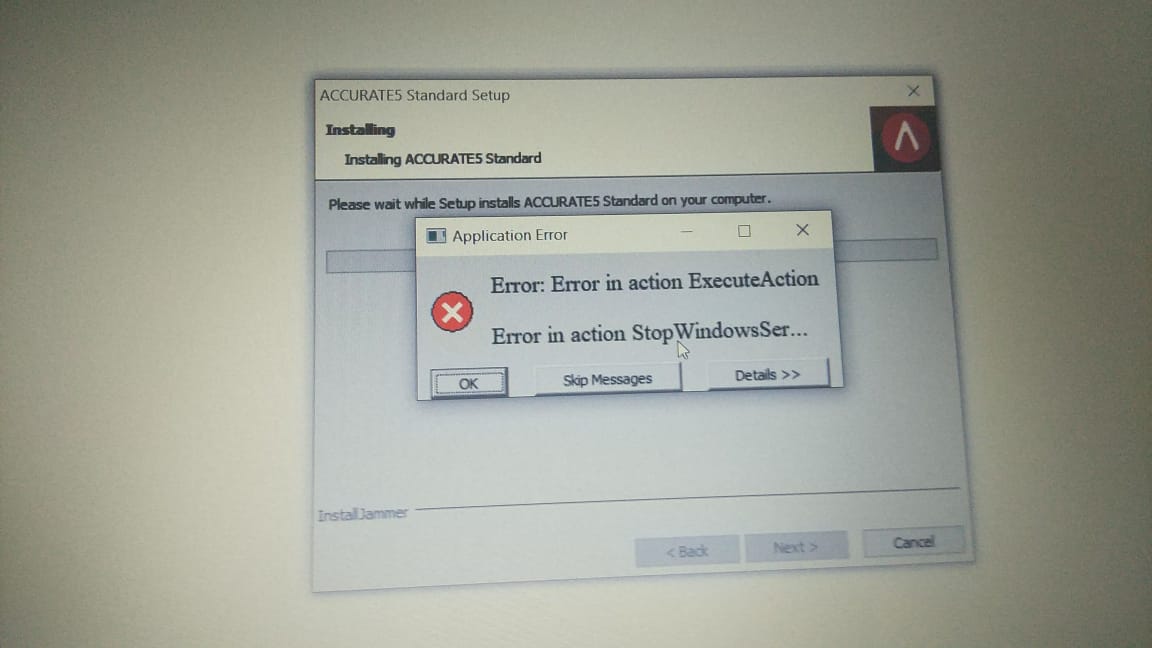 ACCURATE5 Standard Setup
Installing
Installing ACCURATE5 Standard
Please wait while Setup installs ACCURATE5 Standard on your computer.
Application Error
Error: Error in action ExecuteAction
Error in action StopWindowsSer...
OK
Skip Messages
Details >>
InstallJammer
< Back
Next >
Cancel